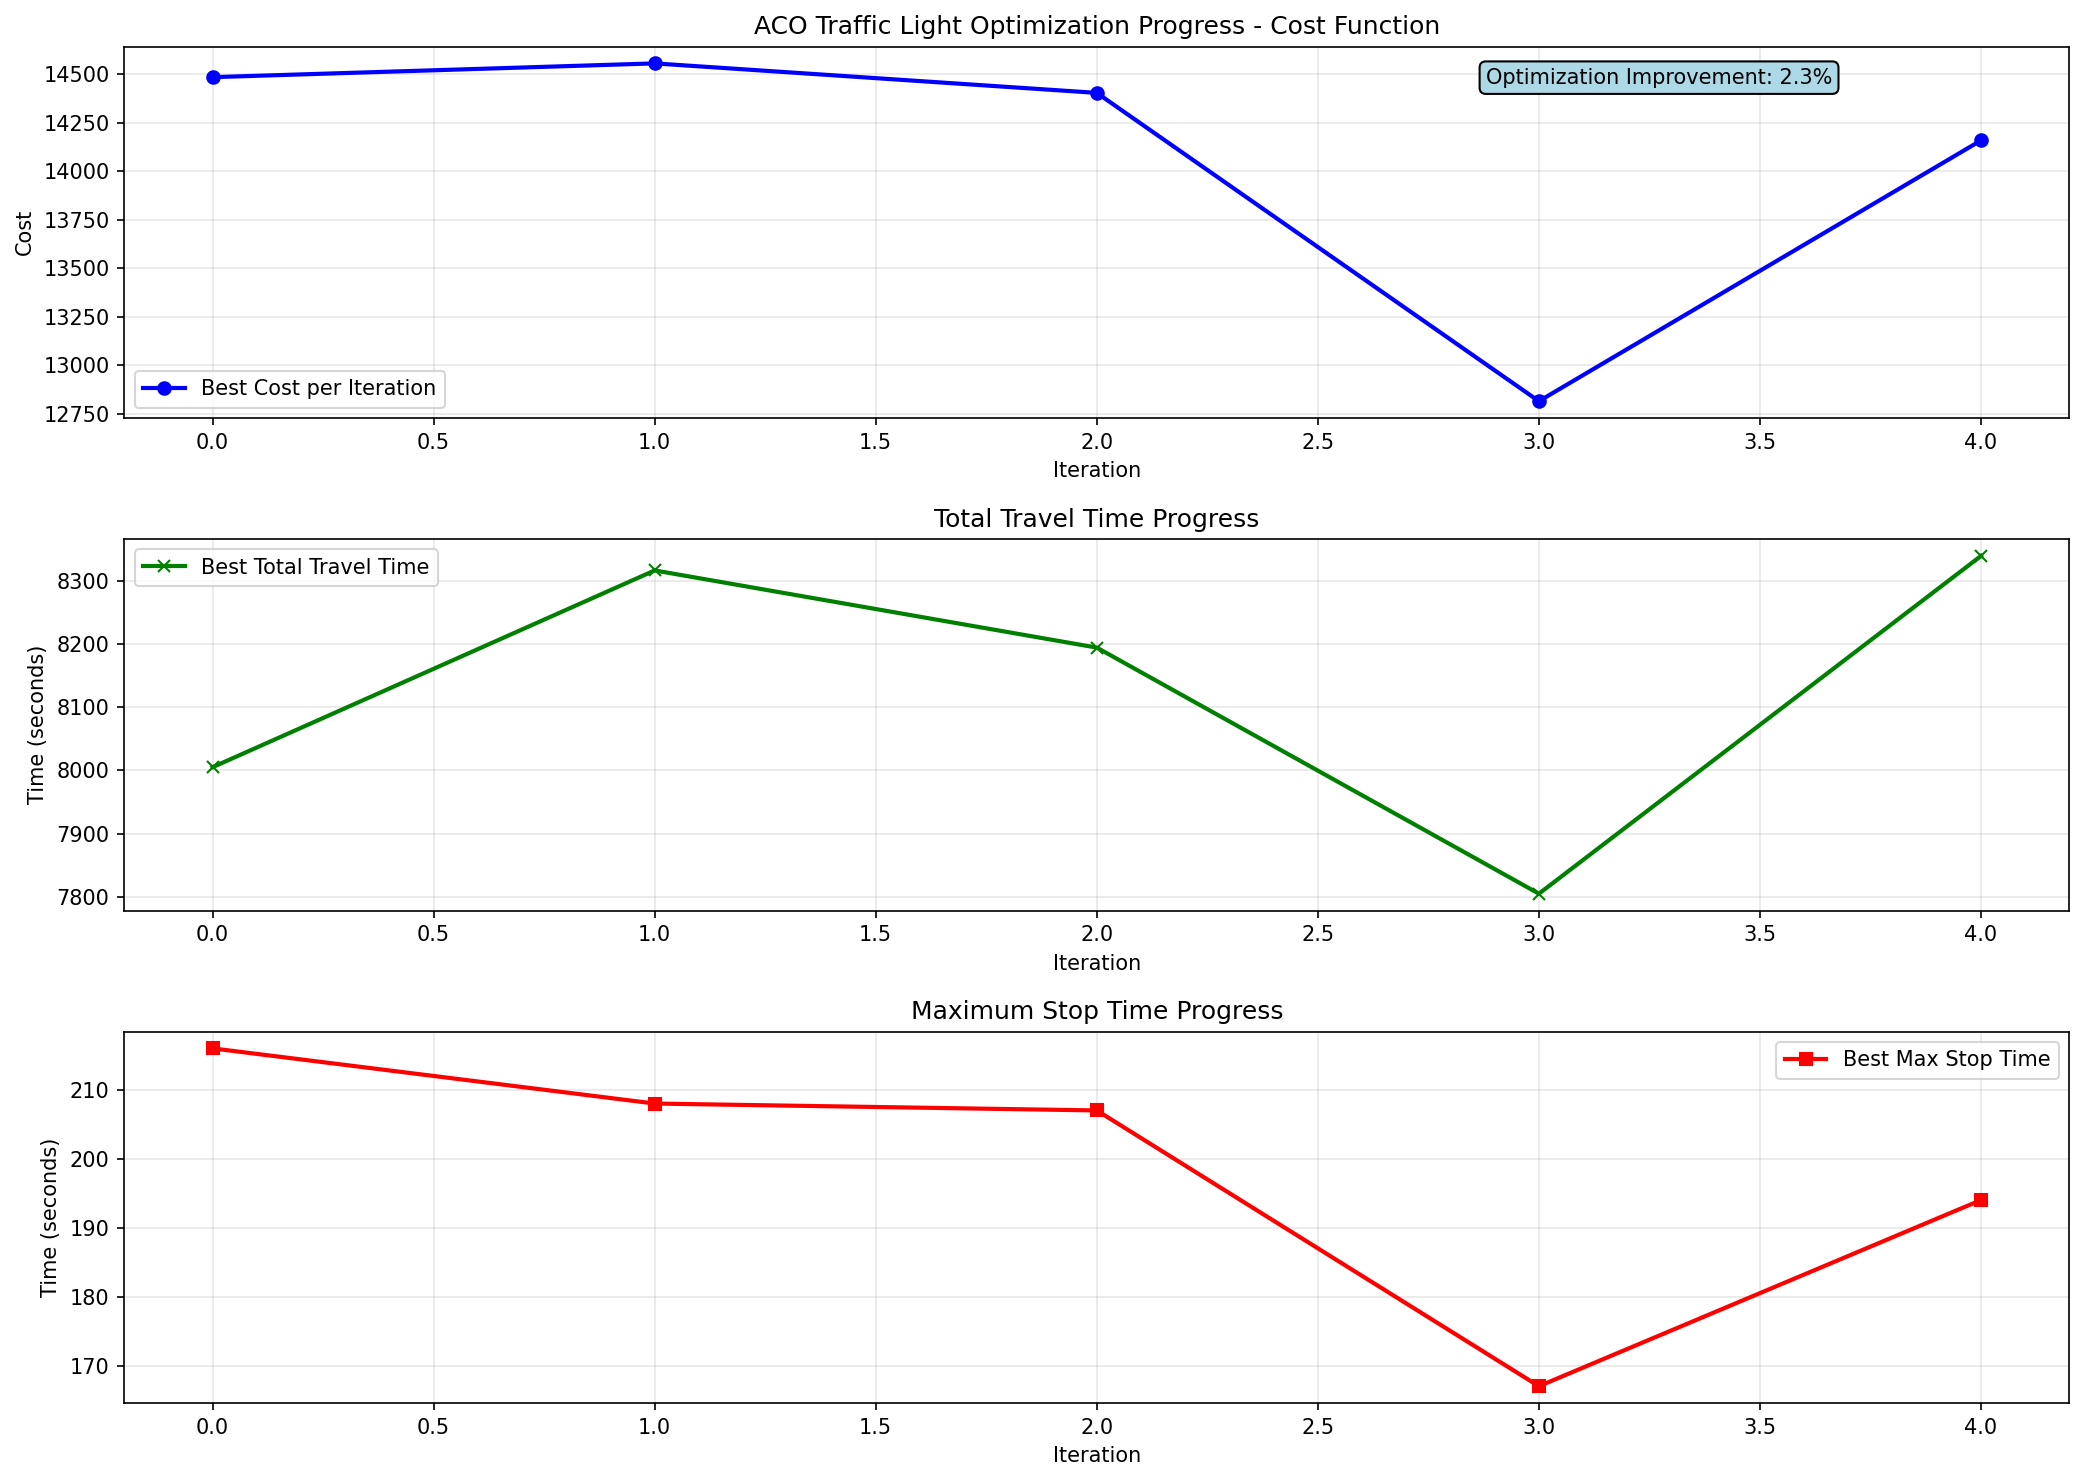 ACO Traffic Light Optimization Progress - Cost Function
Optimization Improvement: 2.3%
Cost
14500
14250
14000
13750
13500
13250
13000
12750
Best Cost per Iteration
0.0 0.5 1.0 1.5 2.0 2.5 3.0 3.5 4.0
Iteration
Total Travel Time Progress
Best Total Travel Time
Time (seconds)
8300
8200
8100
8000
7900
7800
0.0 0.5 1.0 1.5 2.0 2.5 3.0 3.5 4.0
Iteration
Maximum Stop Time Progress
Best Max Stop Time
Time (seconds)
210
200
190
180
170
0.0 0.5 1.0 1.5 2.0 2.5 3.0 3.5 4.0
Iteration